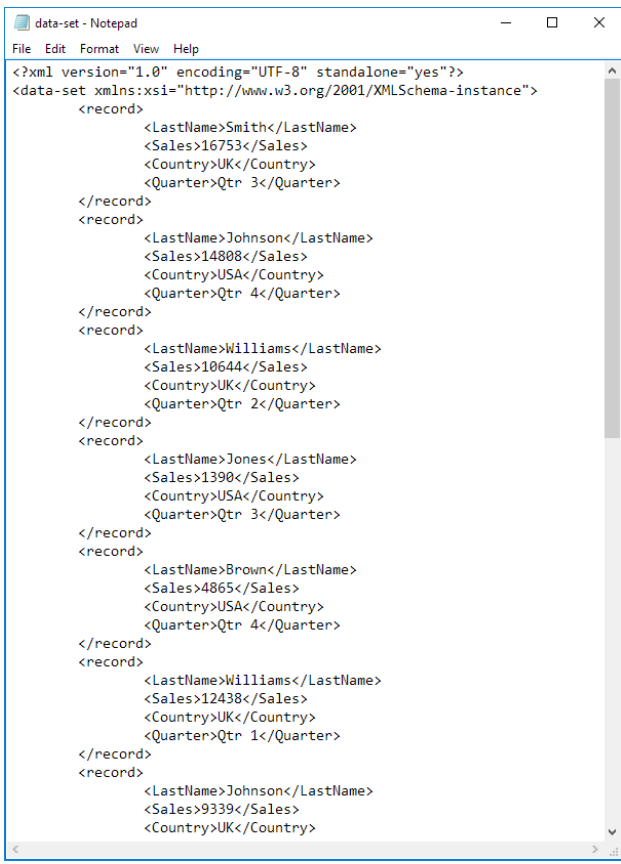 data-set - Notepad
File Edit Format View Help
<?xml version="1.0" encoding="UTF-8" standalone="yes"?>
<data-set xmlns:xsi="http://www.w3.org/2001/XMLSchema-instance">
<record>
<LastName>Smith</LastName>
<Sales>16753</Sales>
<Country>UK</Country>
<Quarter>Qtr 3</Quarter>
</record>
<record>
<LastName>Johnson</LastName>
<Sales>14808</Sales>
<Country>USA</Country>
<Quarter>Qtr 4</Quarter>
</record>
<record>
<LastName>Williams</LastName>
<Sales>10644</Sales>
<Country>UK</Country>
<Quarter>Qtr 2</Quarter>
</record>
<record>
<LastName>Jones</LastName>
<Sales>1390</Sales>
<Country>USA</Country>
<Quarter>Qtr 3</Quarter>
</record>
<record>
<LastName>Brown</LastName>
<Sales>4865</Sales>
<Country>USA</Country>
<Quarter>Qtr 4</Quarter>
</record>
<record>
<LastName>Williams</LastName>
<Sales>12438</Sales>
<Country>UK</Country>
<Quarter>Qtr 1</Quarter>
</record>
<record>
<LastName>Johnson</LastName>
<Sales>9339</Sales>
<Country>UK</Country>